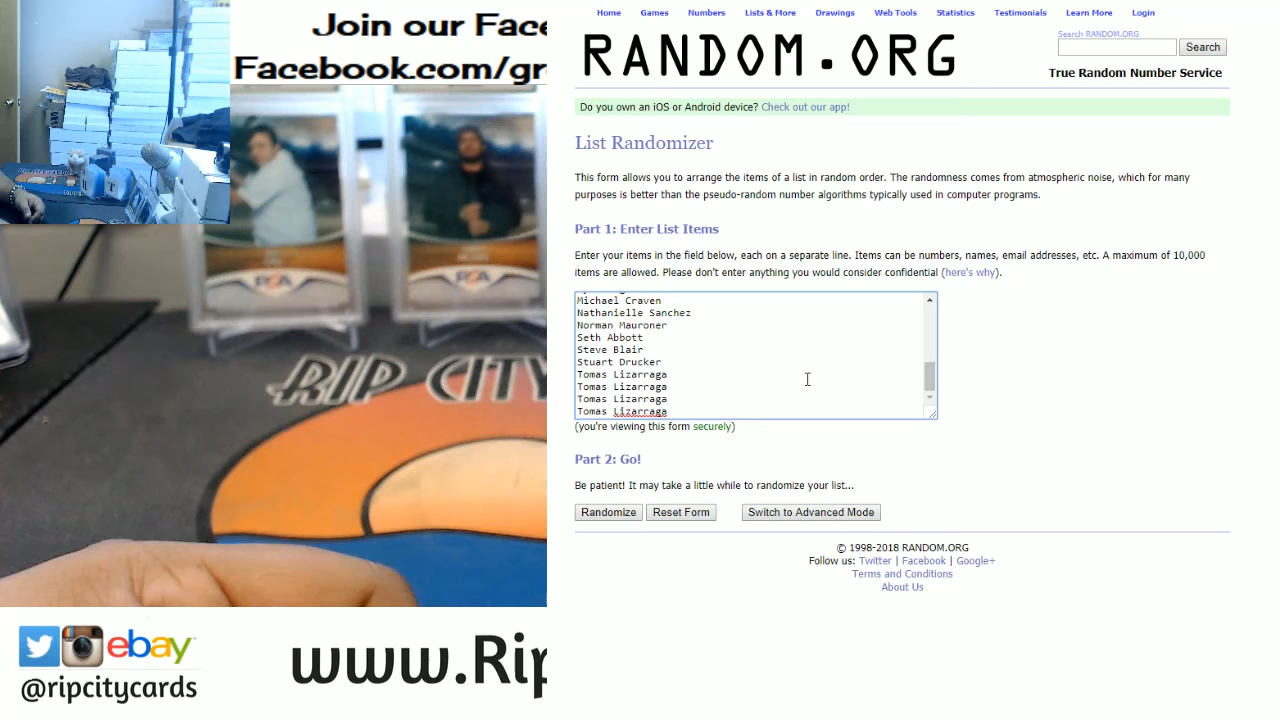 Join our Face
Facebook.com/gr
RIP CITY
@ripcitycards
ebay
www.Rip
Home Games Numbers Lists & More Drawings Web Tools Statistics Testimonials Learn More Login
RANDOM.ORG
Search RANDOM.ORG
Search
True Random Number Service
Do you own an iOS or Android device? Check out our app!
List Randomizer
This form allows you to arrange the items of a list in random order. The randomness comes from atmospheric noise, which for many
purposes is better than the pseudo-random number algorithms typically used in computer programs.
Part 1: Enter List Items
Enter your items in the field below, each on a separate line. Items can be numbers, names, email addresses, etc. A maximum of 10,000
items are allowed. Please don't enter anything you would consider confidential (here's why).
Michael Craven
Nathanielle Sanchez
Norman Mauroner
Seth Abbott
Steve Blair
Stuart Drucker
Tomas Lizarraga
Tomas Lizarraga
Tomas Lizarraga
Tomas Lizarraga
(you're viewing this form securely)
Part 2: Go!
Be patient! It may take a little while to randomize your list...
Randomize Reset Form Switch to Advanced Mode
© 1998-2018 RANDOM.ORG
Follow us: Twitter | Facebook | Google+
Terms and Conditions
About Us